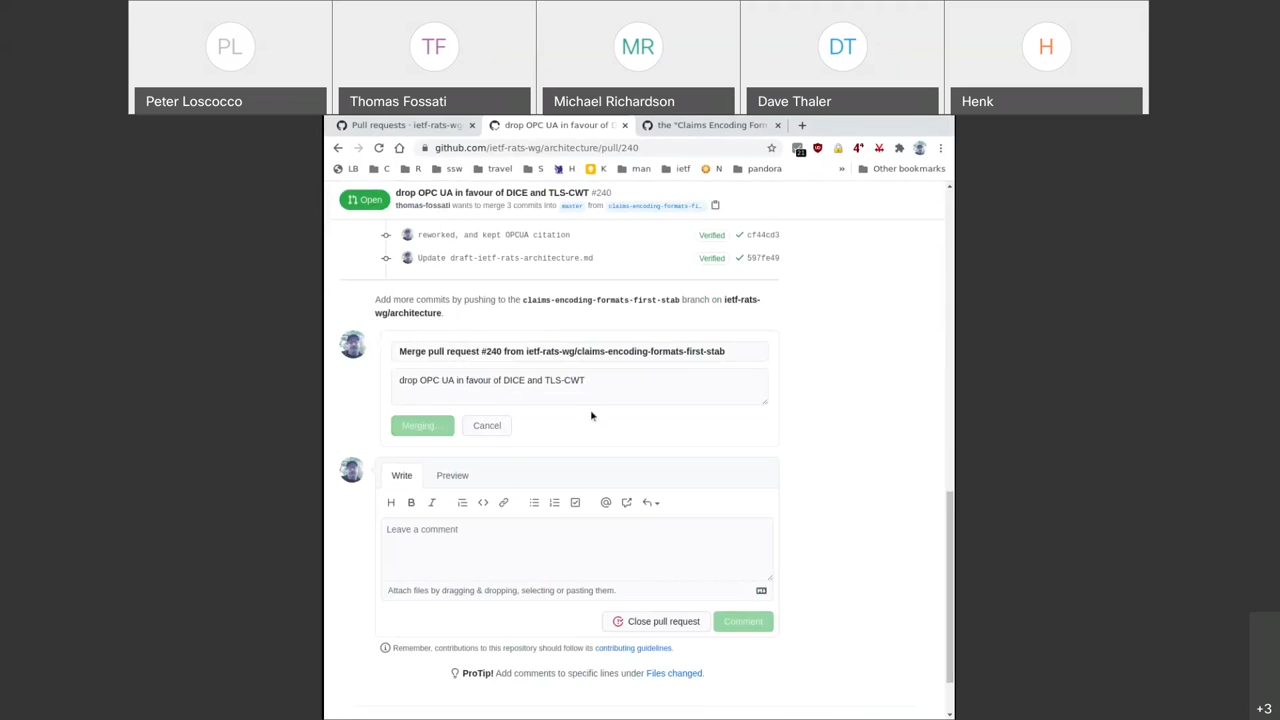 PL
TF
MR
DT
H
Peter Loscocco
Thomas Fossati
Michael Richardson
Dave Thaler
Henk
Pull requests · ietf-rats-wg
drop OPC UA in favour of D
the "Claims Encoding Form
github.com/ietf-rats-wg/architecture/pull/240
21
LB
C
R
ssw
travel
S
H
K
man
ietf
N
pandora
»
Other bookmarks
Open
drop OPC UA in favour of DICE and TLS-CWT #240
thomas-fossati wants to merge 3 commits into master from claims-encoding-formats-fi…
reworked, and kept OPCUA citation
Verified
cf44cd3
Update draft-ietf-rats-architecture.md
Verified
597fe49
Add more commits by pushing to the claims-encoding-formats-first-stab branch on ietf-rats-
wg/architecture.
Merge pull request #240 from ietf-rats-wg/claims-encoding-formats-first-stab
drop OPC UA in favour of DICE and TLS-CWT
Merging…
Cancel
Write
Preview
H B I
Leave a comment
Attach files by dragging & dropping, selecting or pasting them.
Close pull request
Comment
Remember, contributions to this repository should follow its contributing guidelines.
ProTip! Add comments to specific lines under Files changed.
+3